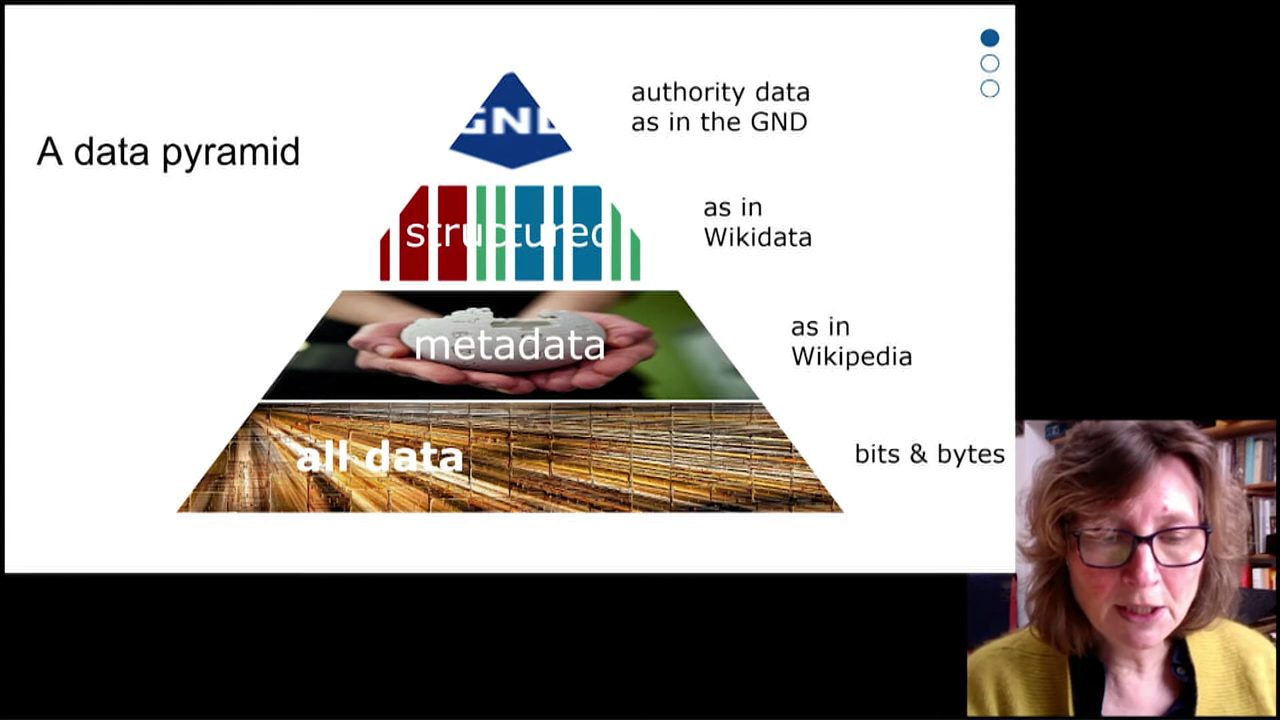 A data pyramid
GND
authority data
as in the GND
structured
as in
Wikidata
metadata
as in
Wikipedia
all data
bits & bytes